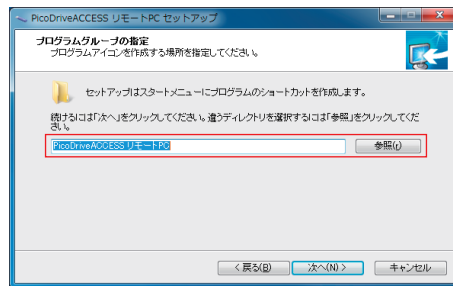 PicoDriveACCESS リモートPC セットアップ
プログラムグループの指定
プログラムアイコンを作成する場所を指定してください。
セットアップはスタートメニューにプログラムのショートカットを作成します。
続けるには「次へ」をクリックしてください。違うディレクトリを選択するには「参照」をクリックしてくだ
さい。
PicoDriveACCESS リモートPC
参照(r)
< 戻る(B)
次へ(N) >
キャンセル